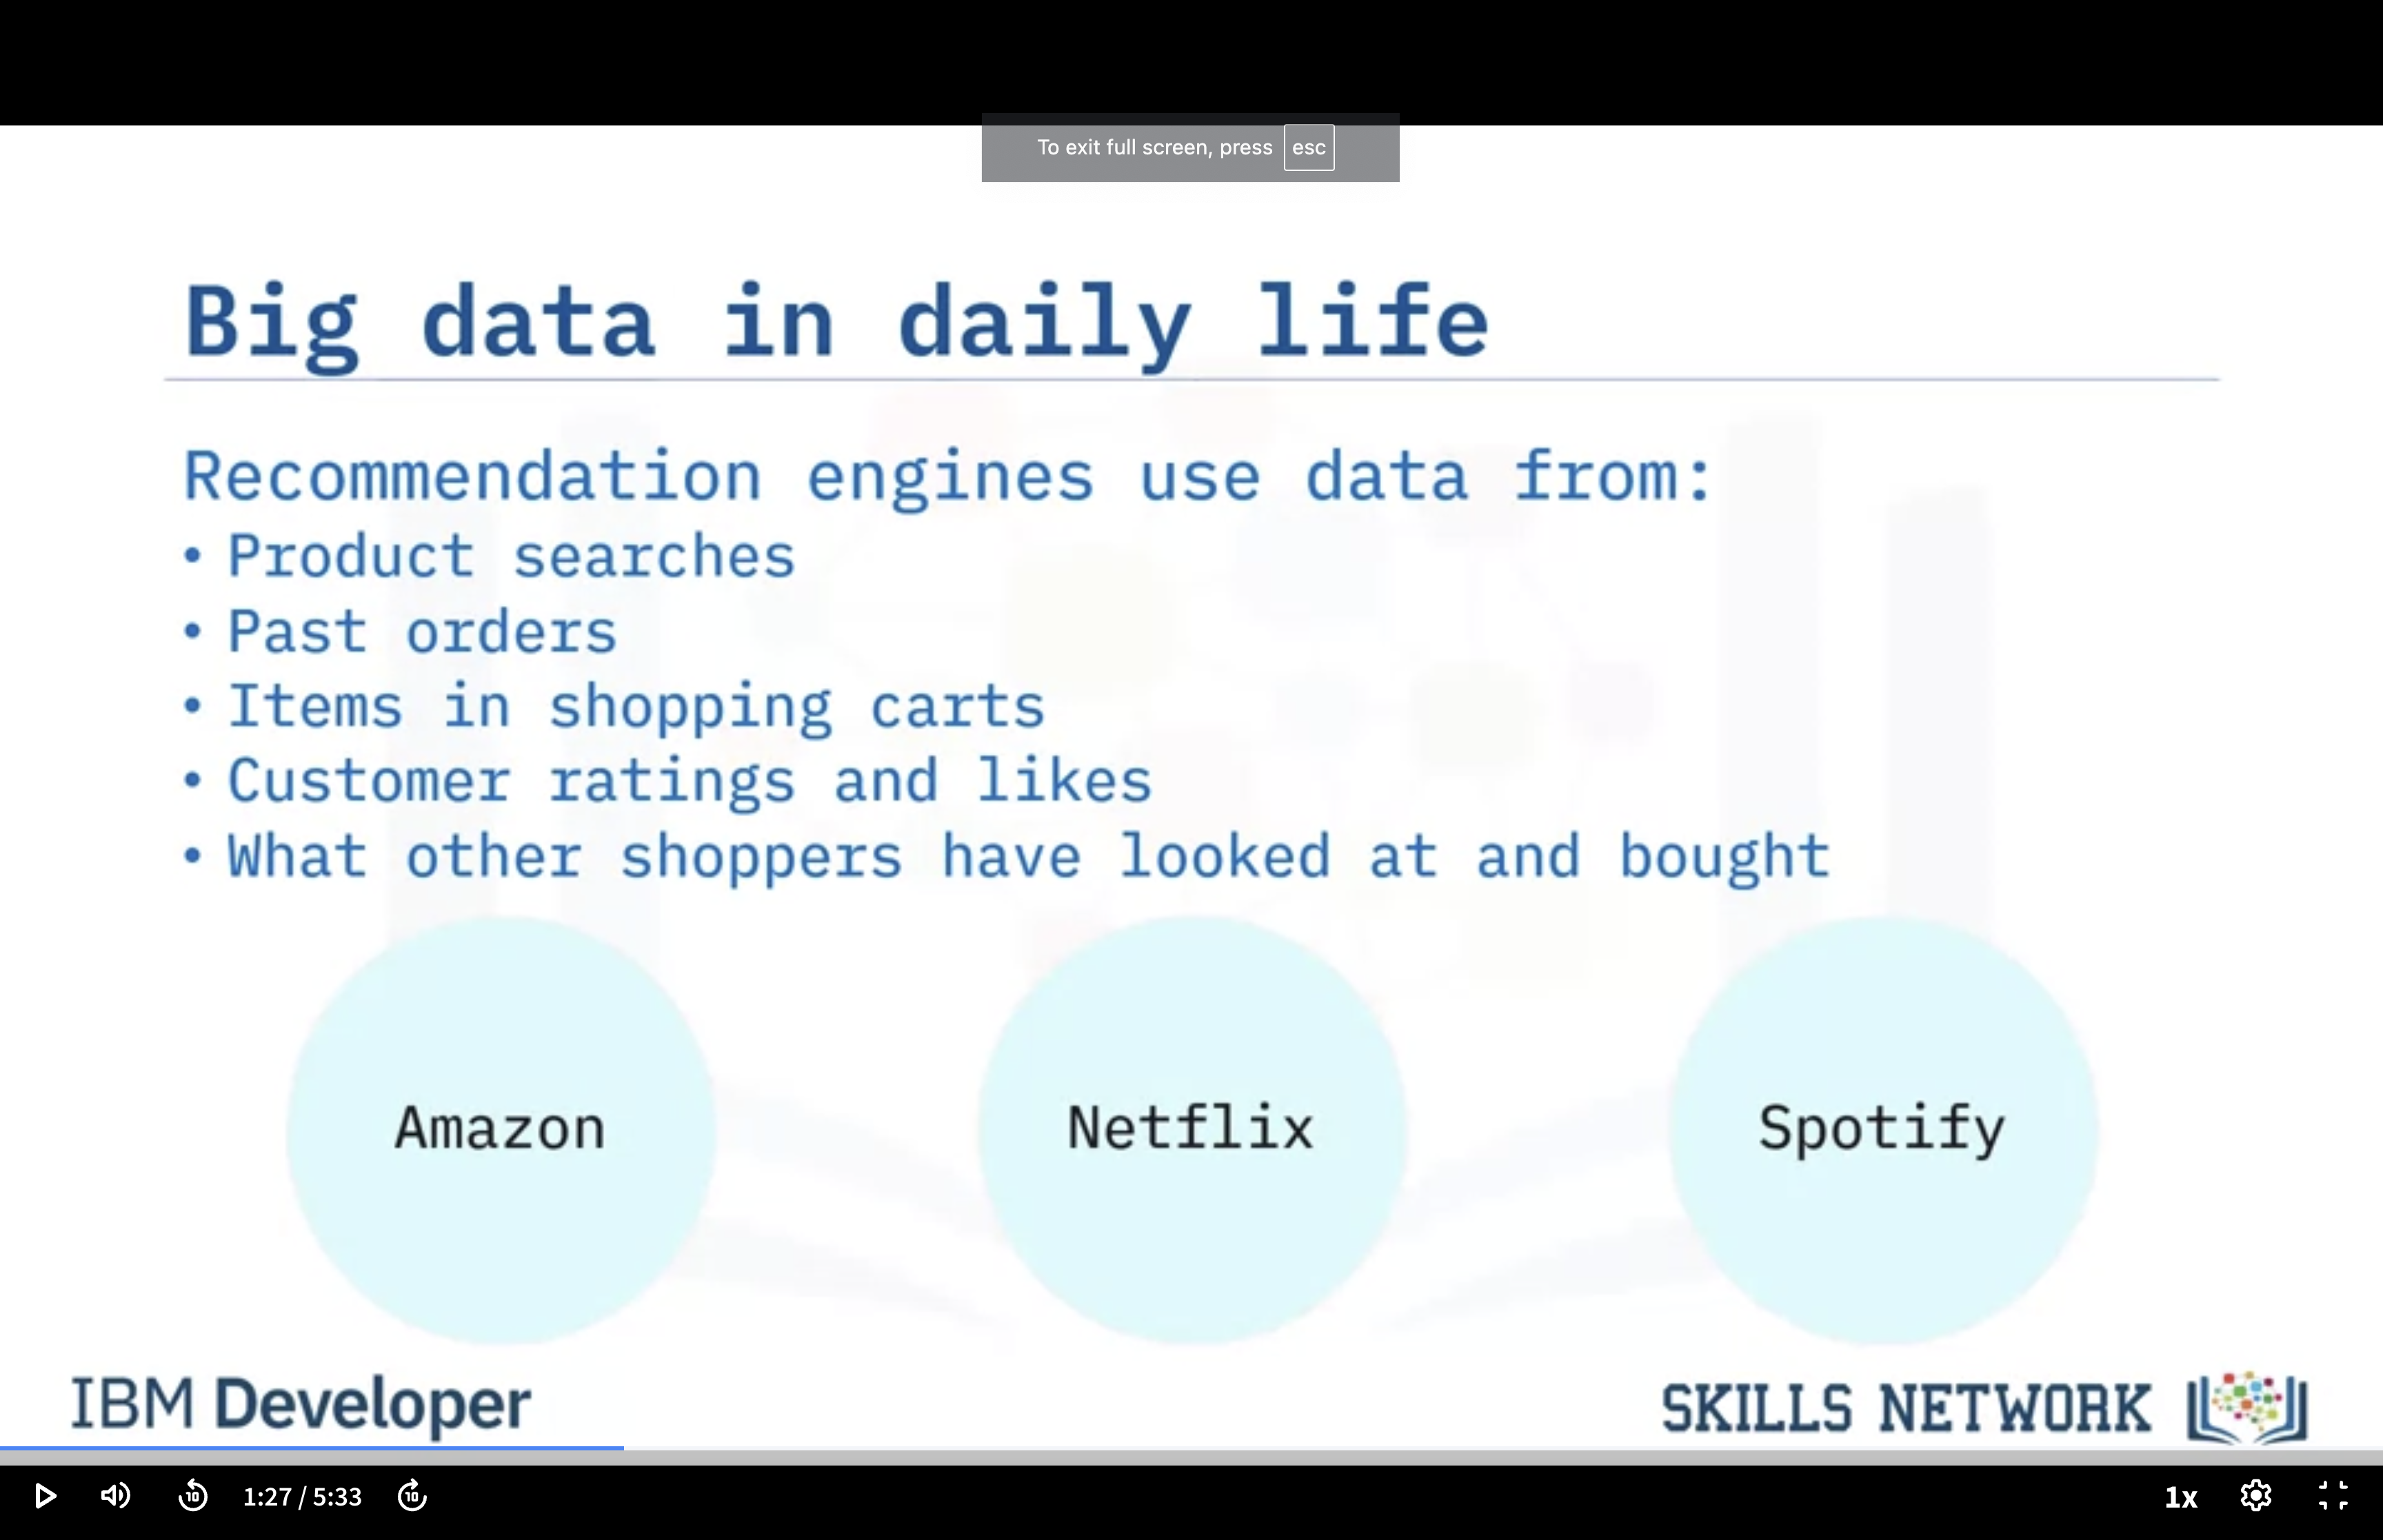 To exit full screen, press esc
Big data in daily life
Recommendation engines use data from:
• Product searches
• Past orders
• Items in shopping carts
• Customer ratings and likes
• What other shoppers have looked at and bought
Amazon Netflix Spotify
IBM Developer SKILLS NETWORK
10 1:27 / 5:33 10 1x